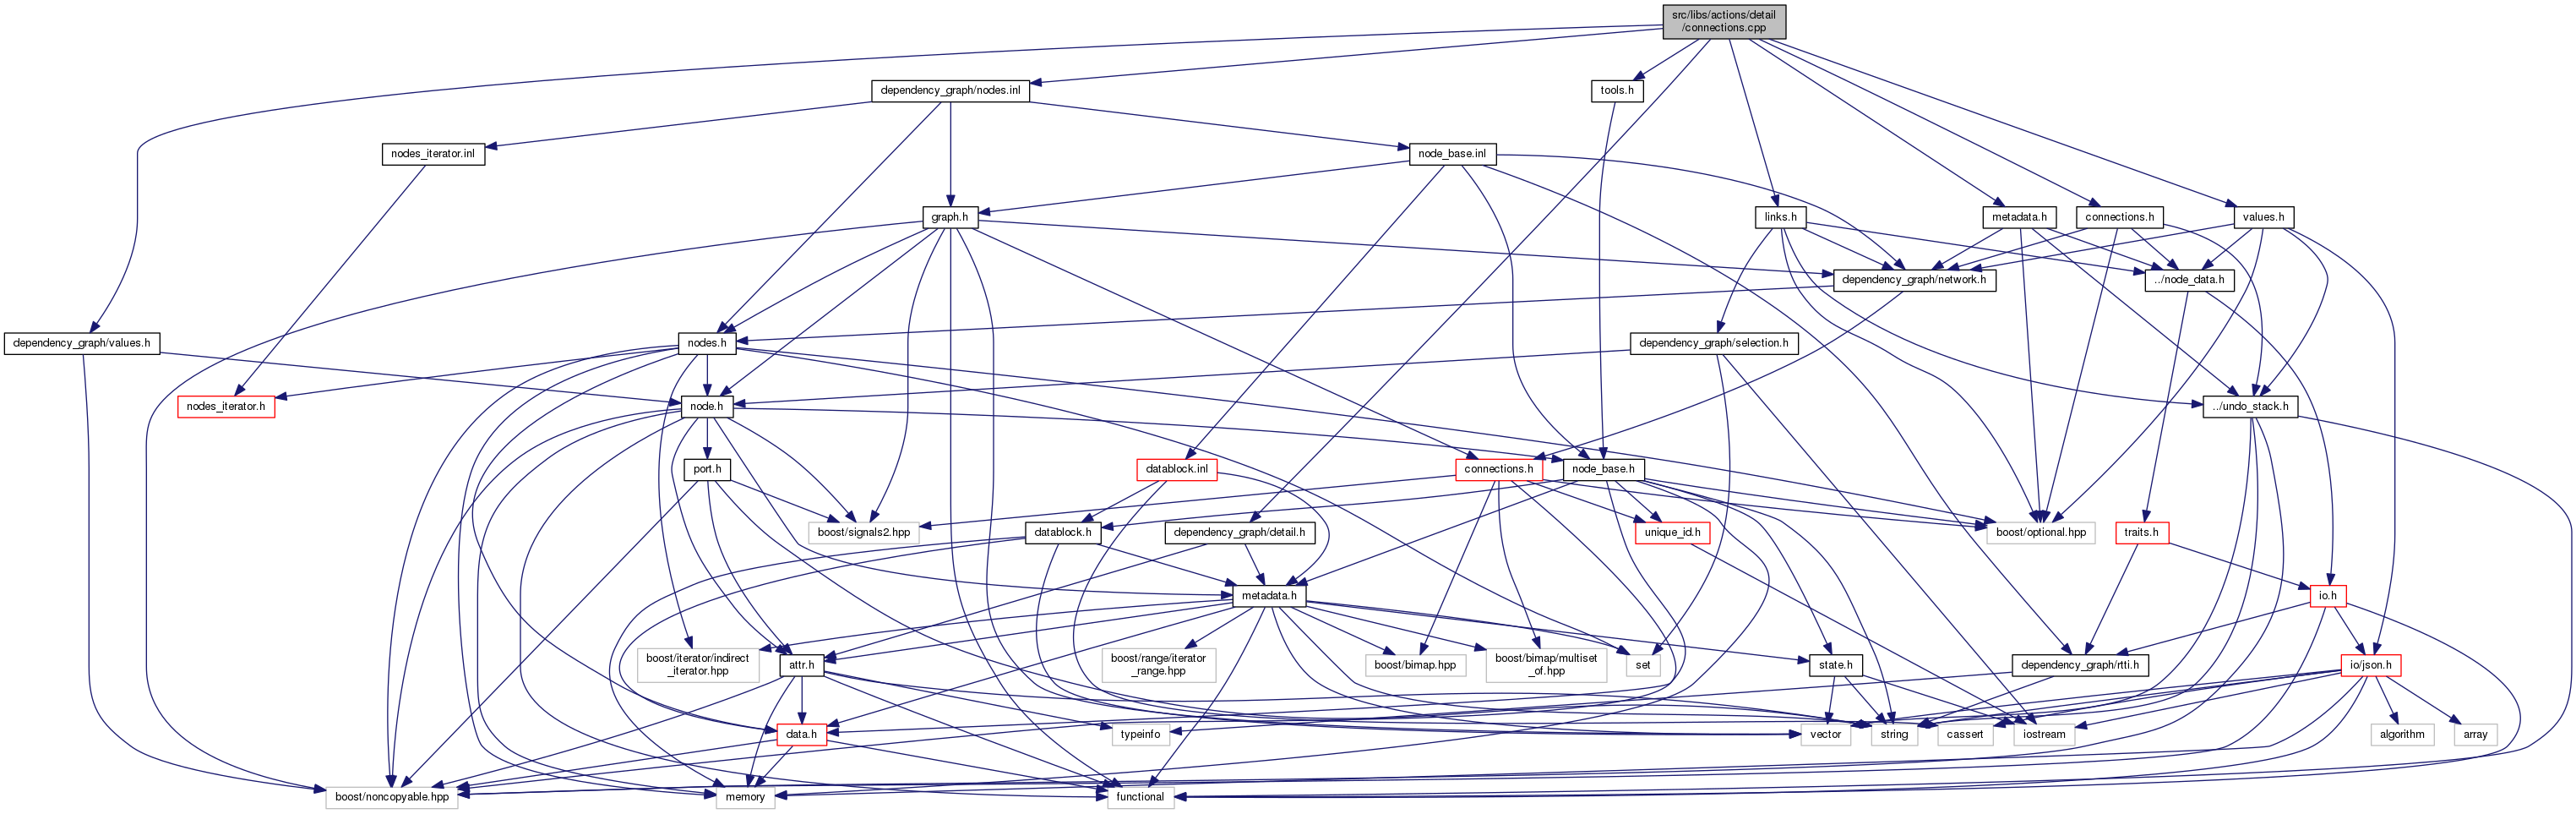 src/libs/actions/detail
/connections.cpp
dependency_graph/nodes.inl
tools.h
nodes_iterator.inl
node_base.inl
graph.h
links.h
metadata.h
connections.h
values.h
dependency_graph/network.h
../node_data.h
dependency_graph/values.h
nodes.h
dependency_graph/selection.h
nodes_iterator.h
node.h
../undo_stack.h
port.h
datablock.inl
connections.h
node_base.h
boost/signals2.hpp
datablock.h
dependency_graph/detail.h
unique_id.h
boost/optional.hpp
traits.h
metadata.h
io.h
boost/iterator/indirect
_iterator.hpp
attr.h
boost/range/iterator
_range.hpp
boost/bimap.hpp
boost/bimap/multiset
_of.hpp
set
state.h
dependency_graph/rtti.h
io/json.h
data.h
typeinfo
vector
string
cassert
iostream
algorithm
array
boost/noncopyable.hpp
memory
functional